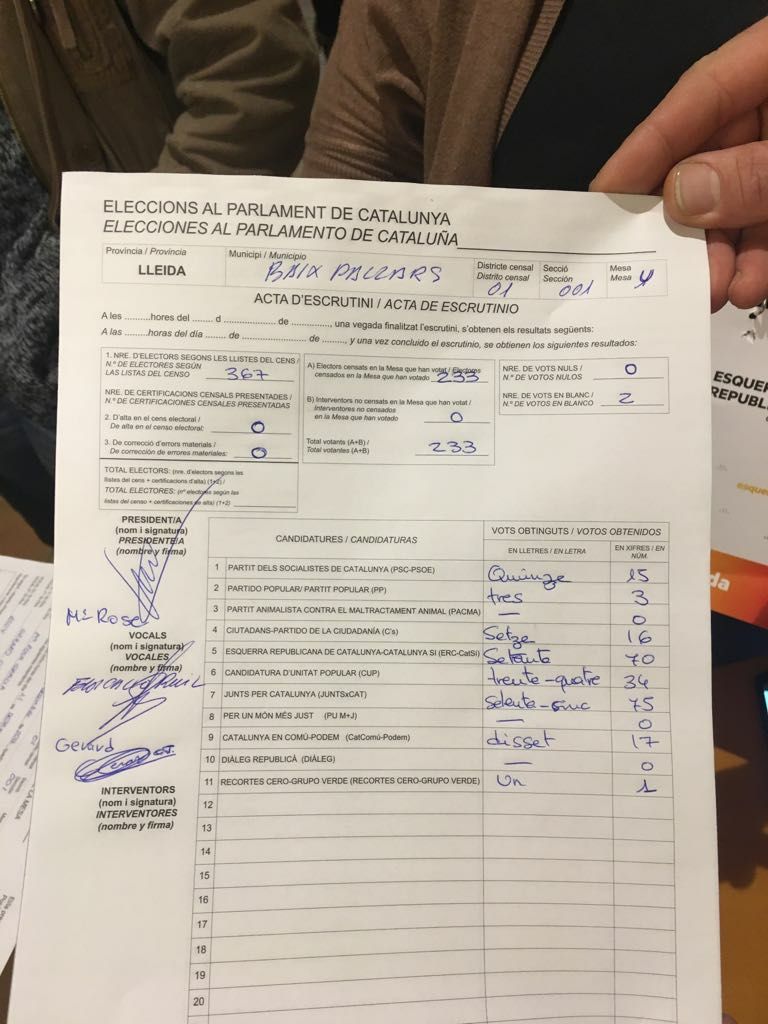 ELECCIONS AL PARLAMENT DE CATALUNYA
ELECCIONES AL PARLAMENTO DE CATALUÑA
Província / Provincia LLEIDA
Municipi / Municipio BAIX PALLARS
Districte censal Distrito censal 01
Secció Sección 001
Mesa Mesa U
ACTA D'ESCRUTINI / ACTA DE ESCRUTINIO
A les .........hores del ....... d ..................... de ............, una vegada finalitzat l'escrutini, s'obtenen els resultats següents:
A las .........horas del día ....... de ..................... de ............, y una vez concluido el escrutinio, se obtienen los siguientes resultados:
1. NRE. D'ELECTORS SEGONS LES LLISTES DEL CENS /
N.º DE ELECTORES SEGÚN
LAS LISTAS DEL CENSO 367
NRE. DE CERTIFICACIONS CENSALS PRESENTADES /
N.º DE CERTIFICACIONES CENSALES PRESENTADAS
2. D'alta en el cens electoral /
De alta en el censo electoral: 0
3. De correcció d'errors materials /
De corrección de errores materiales: 0
TOTAL ELECTORS: (nre. d'electors segons les
llistes del cens + certificacions d'alta) (1+2) /
TOTAL ELECTORES: (nº electores según las
listas del censo + certificaciones de alta) (1+2)
A) Electors censats en la Mesa que han votat / Electores
censados en la Mesa que han votado 233
B) Interventors no censats en la Mesa que han votat /
Interventores no censados
en la Mesa que han votado 0
Total votants (A+B) /
Total votantes (A+B) 233
NRE. DE VOTS NULS /
N.º DE VOTOS NULOS 0
NRE. DE VOTS EN BLANC /
N.º DE VOTOS EN BLANCO 2
PRESIDENT/A
(nom i signatura)
PRESIDENTE/A
(nombre y firma)
Mª Rose
VOCALS
(nom i signatura)
VOCALES
(nombre y firma)
Gerard
INTERVENTORS
(nom i signatura)
INTERVENTORES
(nombre y firma)
CANDIDATURES / CANDIDATURAS
VOTS OBTINGUTS / VOTOS OBTENIDOS
EN LLETRES / EN LETRA
EN XIFRES / EN NÚM.
1 PARTIT DELS SOCIALISTES DE CATALUNYA (PSC-PSOE) Quinze 15
2 PARTIDO POPULAR/ PARTIT POPULAR (PP) tres 3
3 PARTIT ANIMALISTA CONTRA EL MALTRACTAMENT ANIMAL (PACMA) — 0
4 CIUTADANS-PARTIDO DE LA CIUDADANÍA (C's) Setze 16
5 ESQUERRA REPUBLICANA DE CATALUNYA-CATALUNYA SI (ERC-CatSí) Setante 70
6 CANDIDATURA D'UNITAT POPULAR (CUP) trente-quatre 34
7 JUNTS PER CATALUNYA (JUNTSxCAT) Setente-cinc 75
8 PER UN MÓN MÉS JUST (PU M+J) — 0
9 CATALUNYA EN COMÚ-PODEM (CatComú-Podem) disset 17
10 DIÀLEG REPUBLICÀ (DIÀLEG) — 0
11 RECORTES CERO-GRUPO VERDE (RECORTES CERO-GRUPO VERDE) Un 1
12
13
14
15
16
17
18
19
20
ESQUER
REPUBL